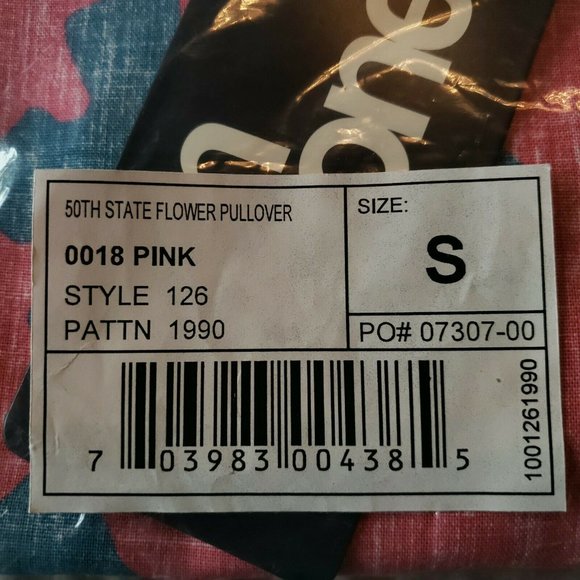 50TH STATE FLOWER PULLOVER
0018 PINK
STYLE 126
PATTN 1990
SIZE:
S
PO# 07307-00
7 03983 00438 5
1001261990